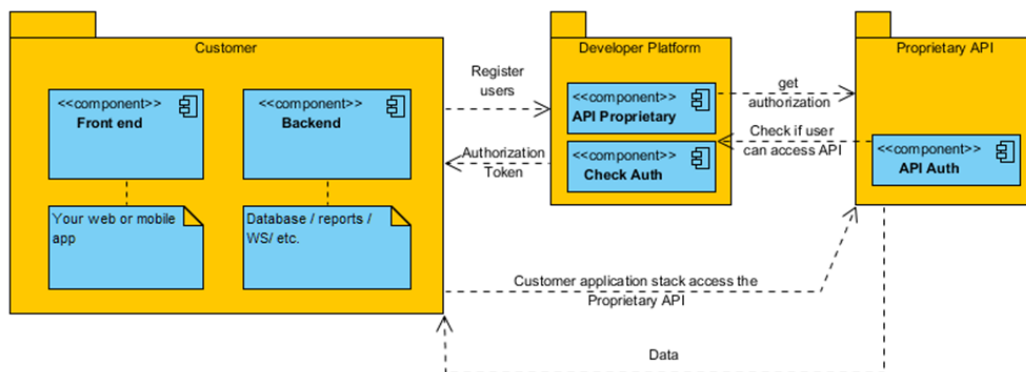 Customer
<<component>>
Front end
<<component>>
Backend
Your web or mobile
app
Database / reports /
WS/ etc.
Register
users
Authorization
Token
Developer Platform
<<component>>
API Proprietary
<<component>>
Check Auth
get
authorization
Check if user
can access API
Proprietary API
<<component>>
API Auth
Customer application stack access the
Proprietary API
Data